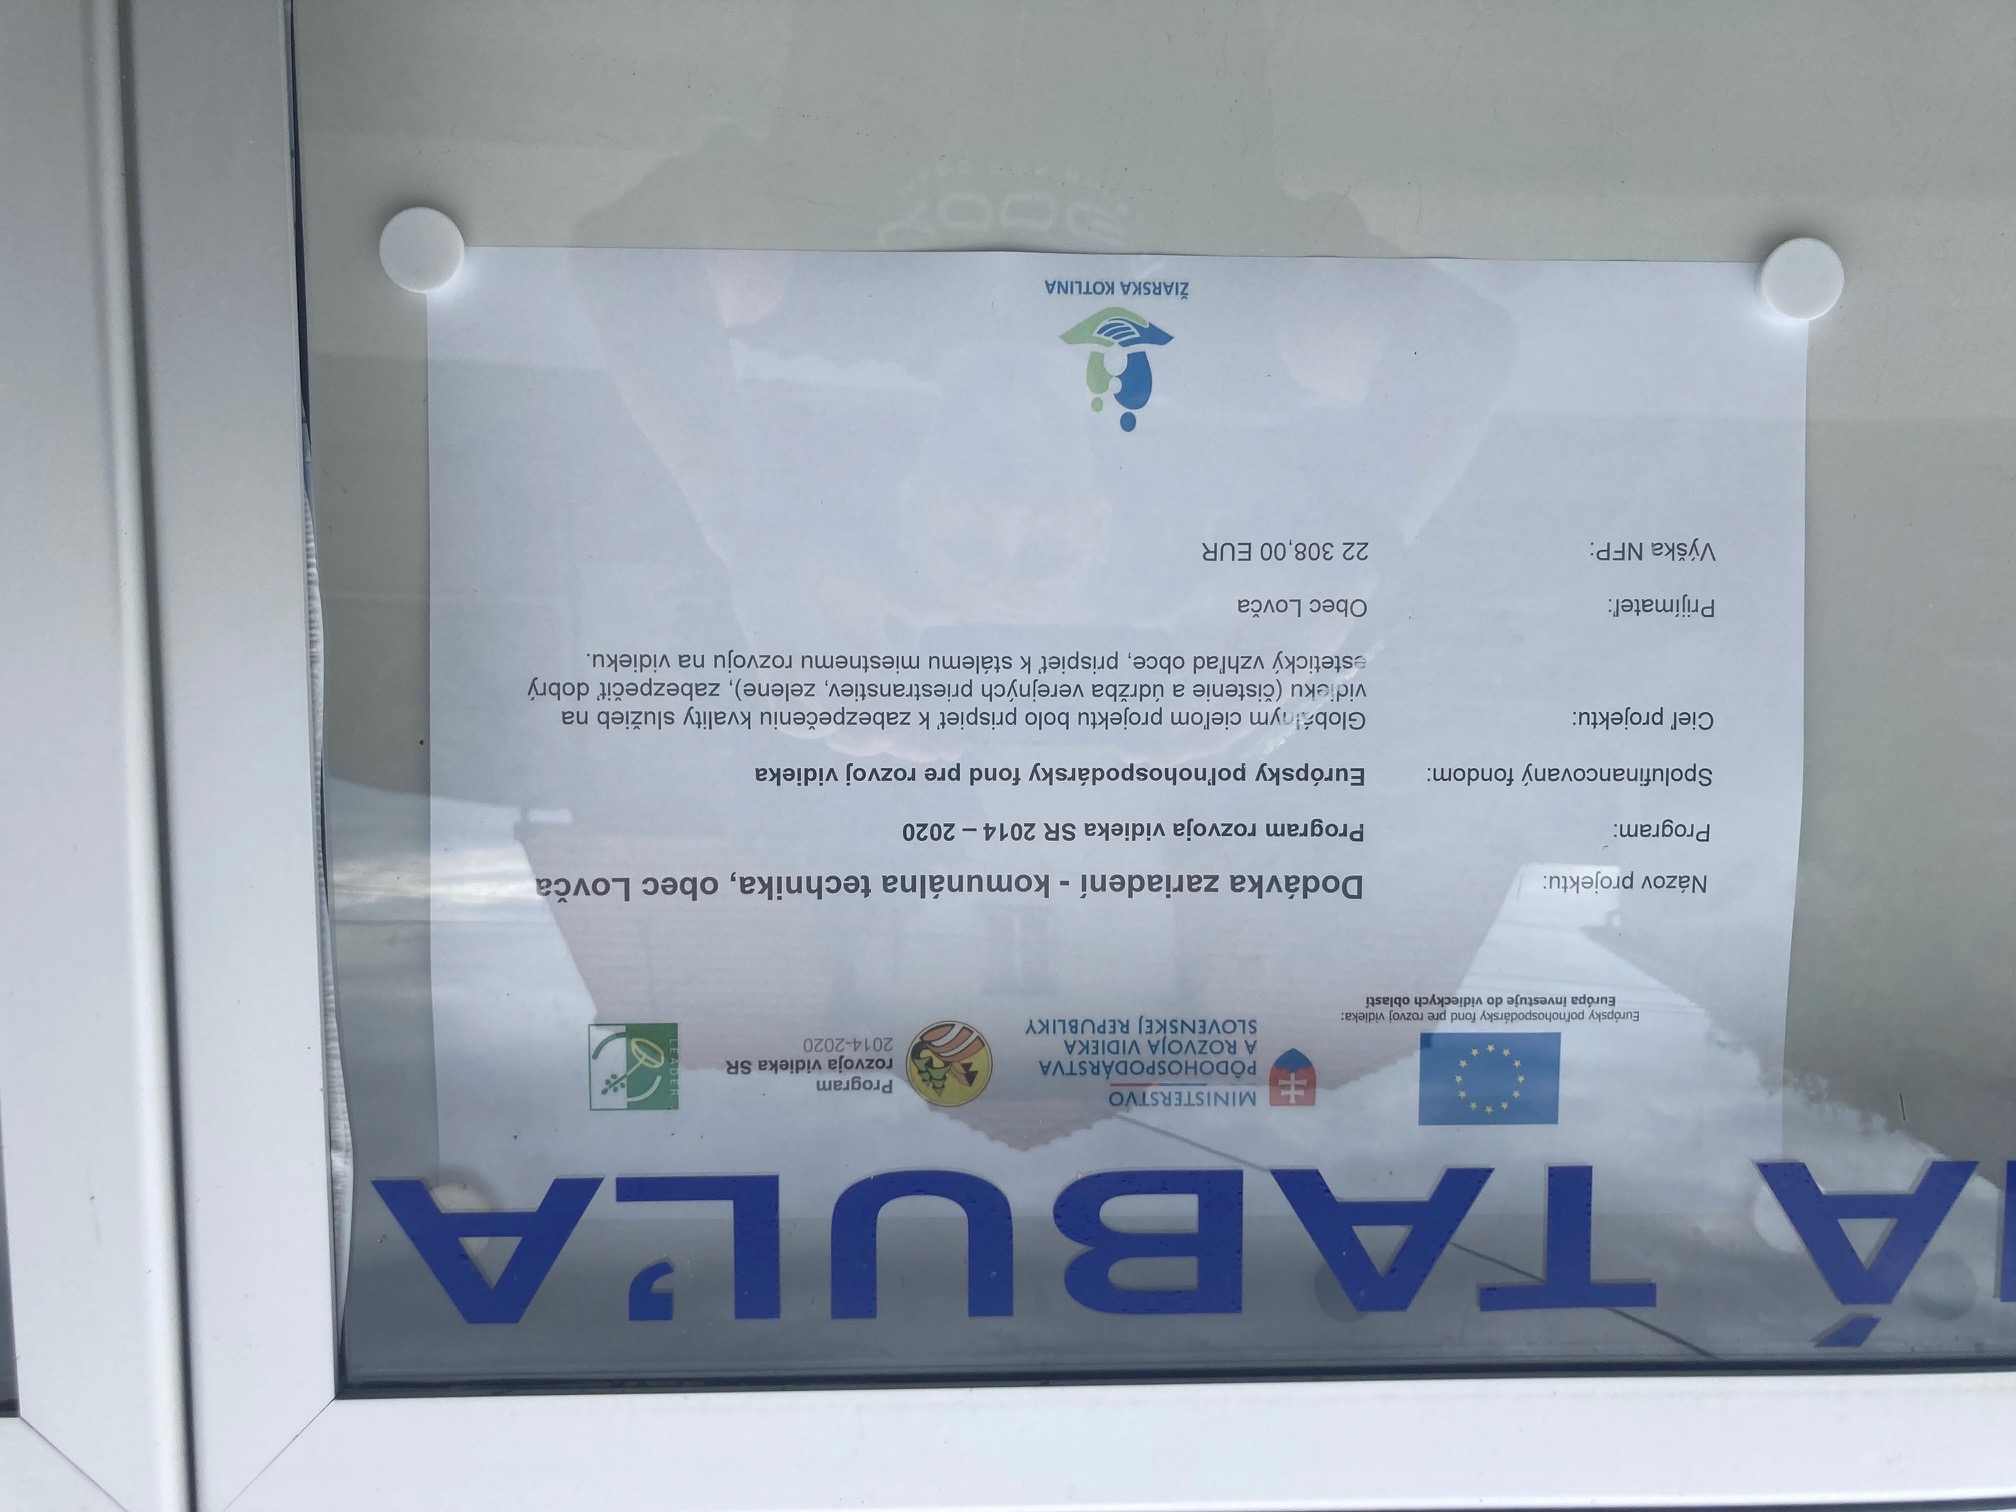 Á TABUĽA
Európsky poľnohospodársky fond pre rozvoj vidieka:
Európa investuje do vidieckych oblastí
MINISTERSTVO
PÔDOHOSPODÁRSTVA
A ROZVOJA VIDIEKA
SLOVENSKEJ REPUBLIKY
Program
rozvoja vidieka SR
2014-2020
LEADER
Názov projektu: Dodávka zariadení - komunálna technika, obec Lovča
Program: Program rozvoja vidieka SR 2014 – 2020
Spolufinancovaný fondom: Európsky poľnohospodársky fond pre rozvoj vidieka
Cieľ projektu: Globálnym cieľom projektu bolo prispieť k zabezpečeniu kvality služieb na
vidieku (čistenie a údržba verejných priestranstiev, zelene), zabezpečiť dobrý
estetický vzhľad obce, prispieť k stálemu miestnemu rozvoju na vidieku.
Prijímateľ: Obec Lovča
Výška NFP: 22 308,00 EUR
ŽIARSKA KOTLINA